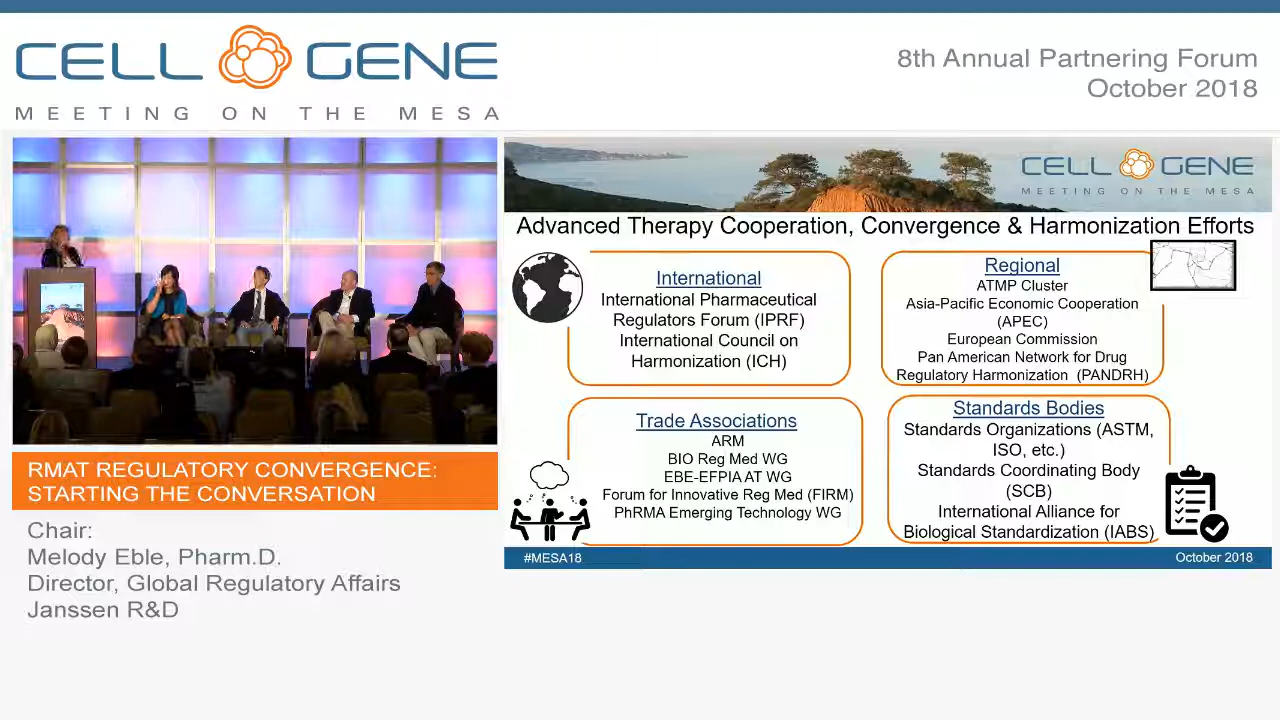 CELL GENE
MEETING ON THE MESA
8th Annual Partnering Forum
October 2018
CELL GENE
MEETING ON THE MESA
Advanced Therapy Cooperation, Convergence & Harmonization Efforts
International
International Pharmaceutical
Regulators Forum (IPRF)
International Council on
Harmonization (ICH)
Regional
ATMP Cluster
Asia-Pacific Economic Cooperation
(APEC)
European Commission
Pan American Network for Drug
Regulatory Harmonization (PANDRH)
Trade Associations
ARM
BIO Reg Med WG
EBE-EFPIA AT WG
Forum for Innovative Reg Med (FIRM)
PhRMA Emerging Technology WG
Standards Bodies
Standards Organizations (ASTM,
ISO, etc.)
Standards Coordinating Body
(SCB)
International Alliance for
Biological Standardization (IABS)
#MESA18
October 2018
RMAT REGULATORY CONVERGENCE:
STARTING THE CONVERSATION
Chair:
Melody Eble, Pharm.D.
Director, Global Regulatory Affairs
Janssen R&D